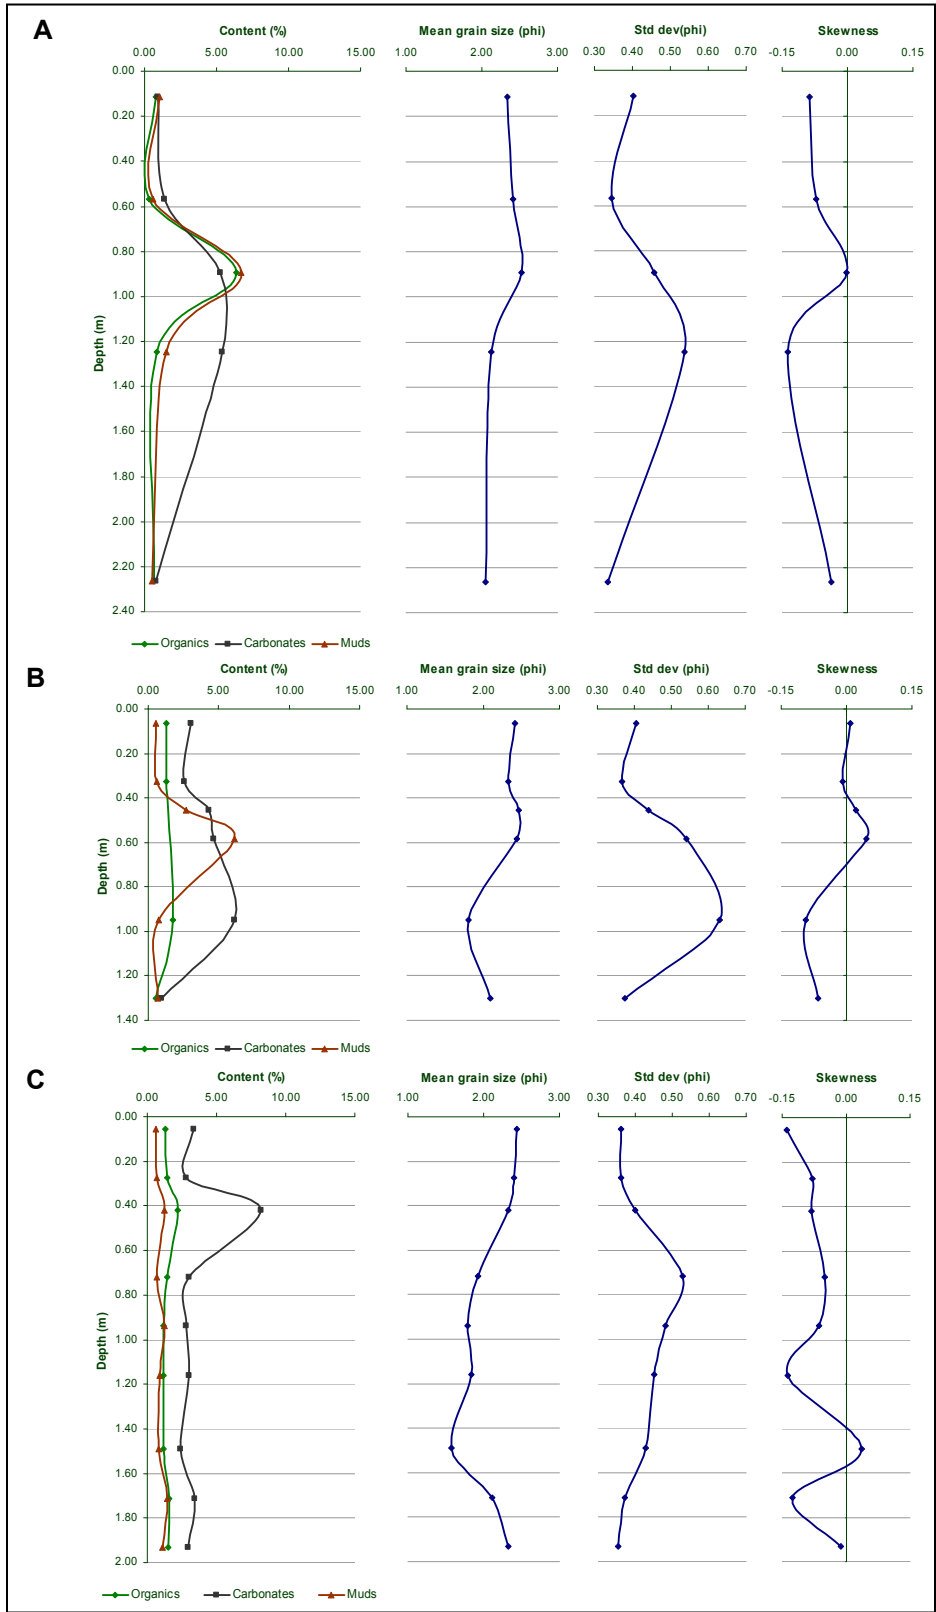 A
Content (%) Mean grain size (phi) Std dev(phi) Skewness
0.00 5.00 10.00 15.00 1.00 2.00 3.00 0.30 0.40 0.50 0.60 0.70 -0.15 0.00 0.15
0.00
0.20
0.40
0.60
0.80
1.00
1.20
1.40
1.60
1.80
2.00
2.20
2.40
Depth (m)
Organics Carbonates Muds
B
Content (%) Mean grain size (phi) Std dev (phi) Skewness
0.00 5.00 10.00 15.00 1.00 2.00 3.00 0.30 0.40 0.50 0.60 0.70 -0.15 0.00 0.15
0.00
0.20
0.40
0.60
0.80
1.00
1.20
1.40
Depth (m)
Organics Carbonates Muds
C
Content (%) Mean grain size (phi) Std dev (phi) Skewness
0.00 5.00 10.00 15.00 1.00 2.00 3.00 0.30 0.40 0.50 0.60 0.70 -0.15 0.00 0.15
0.00
0.20
0.40
0.60
0.80
1.00
1.20
1.40
1.60
1.80
2.00
Depth (m)
Organics Carbonates Muds